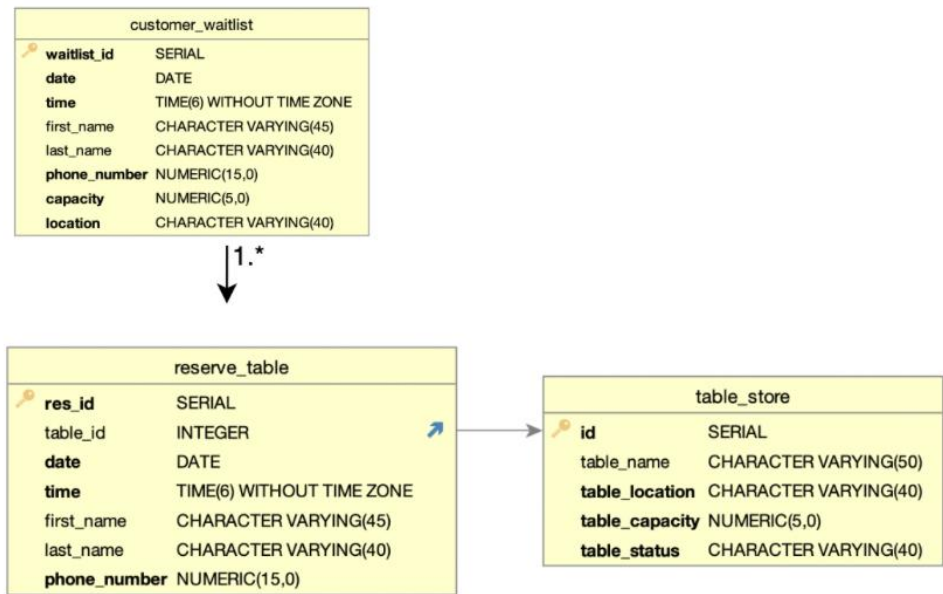 customer_waitlist
waitlist_id SERIAL
date DATE
time TIME(6) WITHOUT TIME ZONE
first_name CHARACTER VARYING(45)
last_name CHARACTER VARYING(40)
phone_number NUMERIC(15,0)
capacity NUMERIC(5,0)
location CHARACTER VARYING(40)
1.*
reserve_table
res_id SERIAL
table_id INTEGER
date DATE
time TIME(6) WITHOUT TIME ZONE
first_name CHARACTER VARYING(45)
last_name CHARACTER VARYING(40)
phone_number NUMERIC(15,0)
table_store
id SERIAL
table_name CHARACTER VARYING(50)
table_location CHARACTER VARYING(40)
table_capacity NUMERIC(5,0)
table_status CHARACTER VARYING(40)